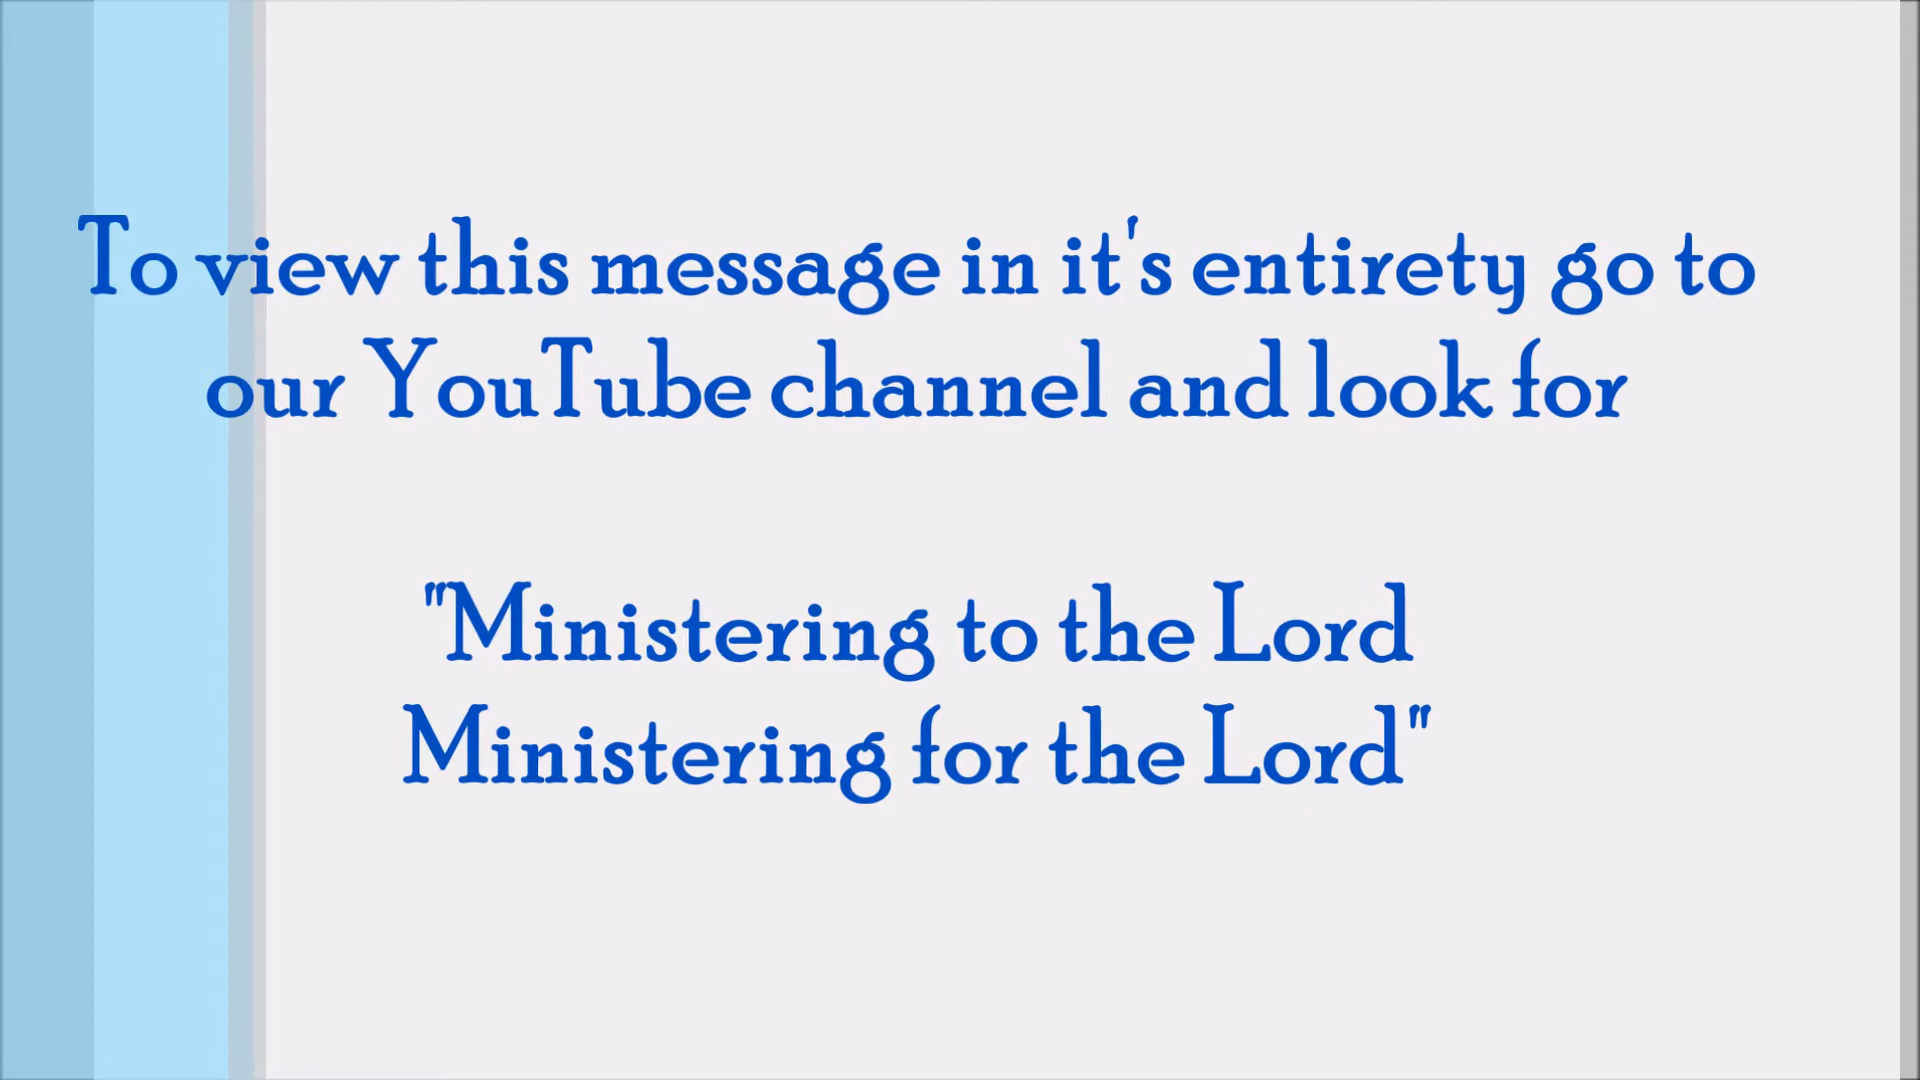 To view this message in it's entirety go to
our YouTube channel and look for
"Ministering to the Lord
Ministering for the Lord"